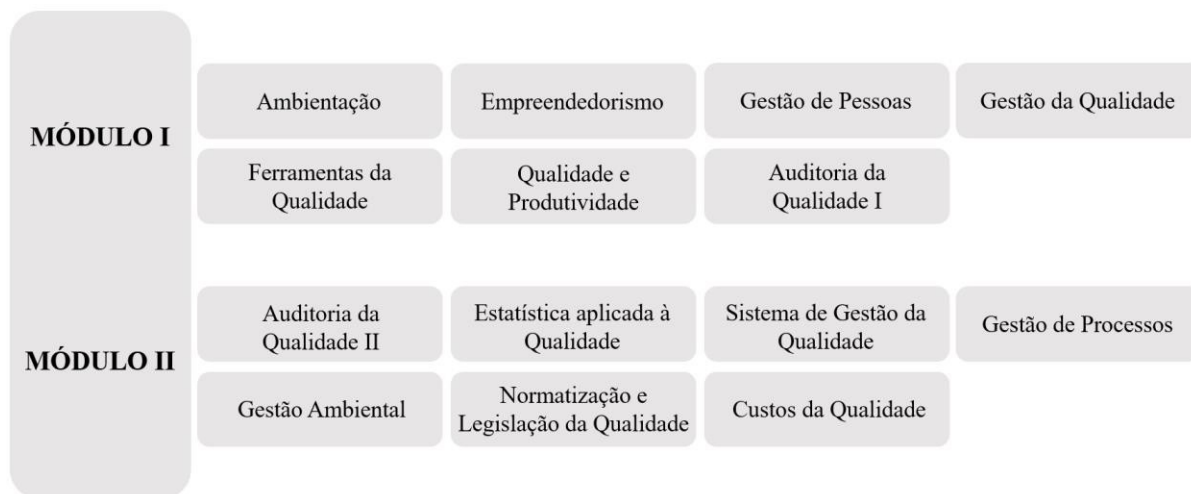 MÓDULO I
Ambientação
Empreendedorismo
Gestão de Pessoas
Gestão da Qualidade
Ferramentas da
Qualidade
Qualidade e
Produtividade
Auditoria da
Qualidade I
MÓDULO II
Auditoria da
Qualidade II
Estatística aplicada à
Qualidade
Sistema de Gestão da
Qualidade
Gestão de Processos
Gestão Ambiental
Normatização e
Legislação da Qualidade
Custos da Qualidade